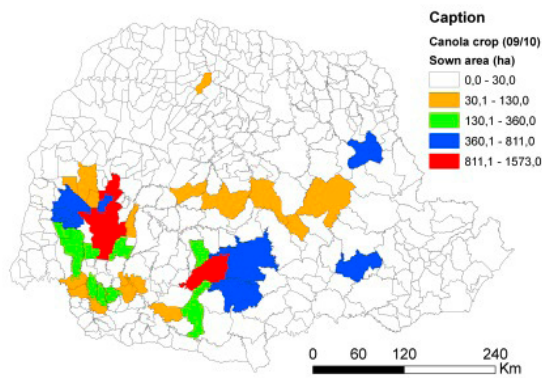 Caption
Canola crop (09/10)
Sown area (ha)
0,0 - 30,0
30,1 - 130,0
130,1 - 360,0
360,1 - 811,0
811,1 - 1573,0
0 60 120 240
Km